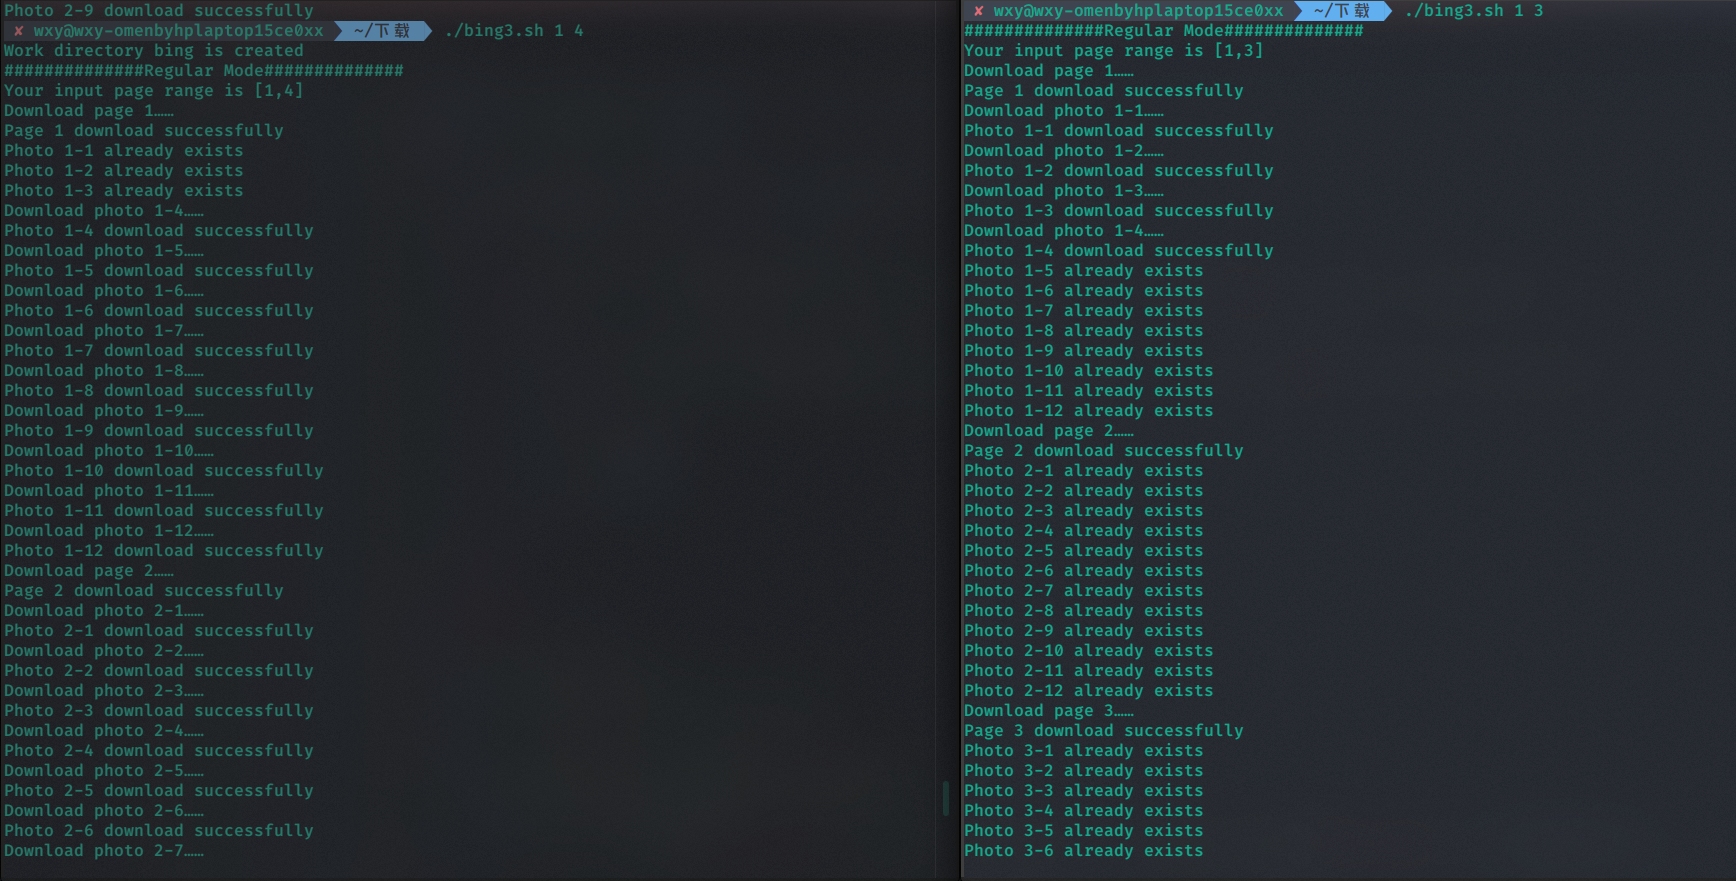 Photo 2-9 download successfully
✘ wxy@wxy-omenbyhplaptop15ce0xx ~/下载 ./bing3.sh 1 4
Work directory bing is created
##############Regular Mode##############
Your input page range is [1,4]
Download page 1……
Page 1 download successfully
Photo 1-1 already exists
Photo 1-2 already exists
Photo 1-3 already exists
Download photo 1-4……
Photo 1-4 download successfully
Download photo 1-5……
Photo 1-5 download successfully
Download photo 1-6……
Photo 1-6 download successfully
Download photo 1-7……
Photo 1-7 download successfully
Download photo 1-8……
Photo 1-8 download successfully
Download photo 1-9……
Photo 1-9 download successfully
Download photo 1-10……
Photo 1-10 download successfully
Download photo 1-11……
Photo 1-11 download successfully
Download photo 1-12……
Photo 1-12 download successfully
Download page 2……
Page 2 download successfully
Download photo 2-1……
Photo 2-1 download successfully
Download photo 2-2……
Photo 2-2 download successfully
Download photo 2-3……
Photo 2-3 download successfully
Download photo 2-4……
Photo 2-4 download successfully
Download photo 2-5……
Photo 2-5 download successfully
Download photo 2-6……
Photo 2-6 download successfully
Download photo 2-7……
✘ wxy@wxy-omenbyhplaptop15ce0xx ~/下载 ./bing3.sh 1 3
##############Regular Mode##############
Your input page range is [1,3]
Download page 1……
Page 1 download successfully
Download photo 1-1……
Photo 1-1 download successfully
Download photo 1-2……
Photo 1-2 download successfully
Download photo 1-3……
Photo 1-3 download successfully
Download photo 1-4……
Photo 1-4 download successfully
Photo 1-5 already exists
Photo 1-6 already exists
Photo 1-7 already exists
Photo 1-8 already exists
Photo 1-9 already exists
Photo 1-10 already exists
Photo 1-11 already exists
Photo 1-12 already exists
Download page 2……
Page 2 download successfully
Photo 2-1 already exists
Photo 2-2 already exists
Photo 2-3 already exists
Photo 2-4 already exists
Photo 2-5 already exists
Photo 2-6 already exists
Photo 2-7 already exists
Photo 2-8 already exists
Photo 2-9 already exists
Photo 2-10 already exists
Photo 2-11 already exists
Photo 2-12 already exists
Download page 3……
Page 3 download successfully
Photo 3-1 already exists
Photo 3-2 already exists
Photo 3-3 already exists
Photo 3-4 already exists
Photo 3-5 already exists
Photo 3-6 already exists